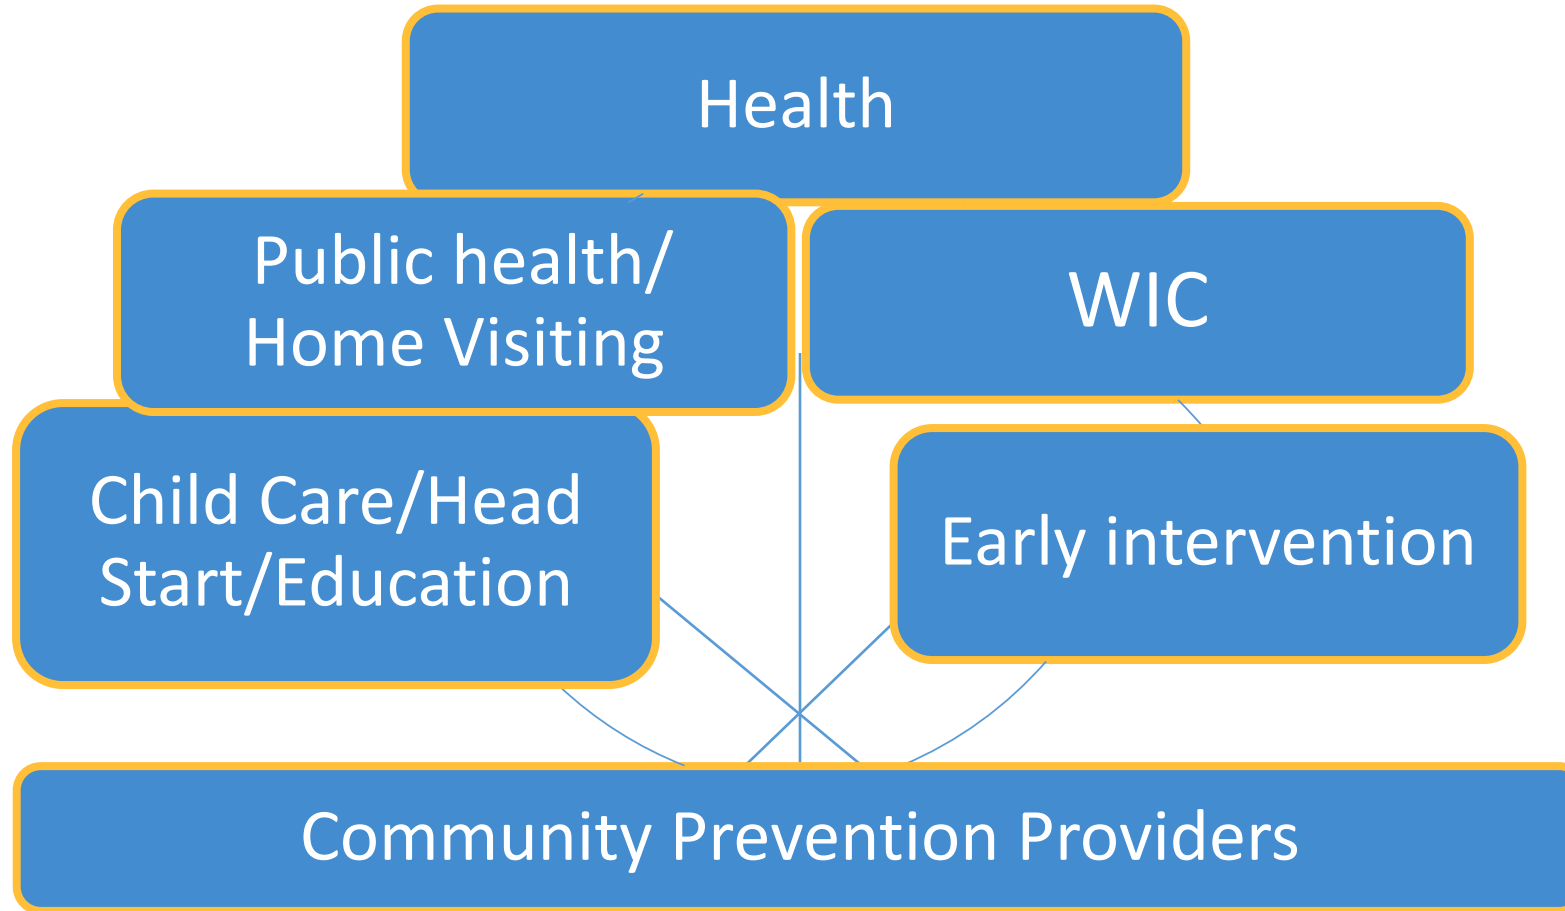 Health
Public health/
Home Visiting
WIC
Child Care/Head
Start/Education
Early intervention
Community Prevention Providers